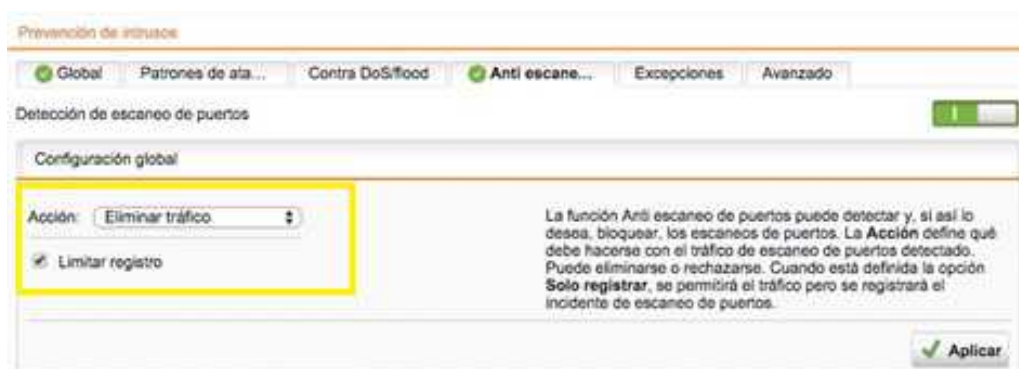 Prevención de intrusos
Global Patrones de ata... Contra DoS/flood Anti escane... Excepciones Avanzado
Detección de escaneo de puertos
Configuración global
Acción: Eliminar tráfico
Limitar registro
La función Anti escaneo de puertos puede detectar y, si así lo
desea, bloquear, los escaneos de puertos. La Acción define qué
debe hacerse con el tráfico de escaneo de puertos detectado.
Puede eliminarse o rechazarse. Cuando está definida la opción
Solo registrar, se permitirá el tráfico pero se registrará el
incidente de escaneo de puertos.
Aplicar